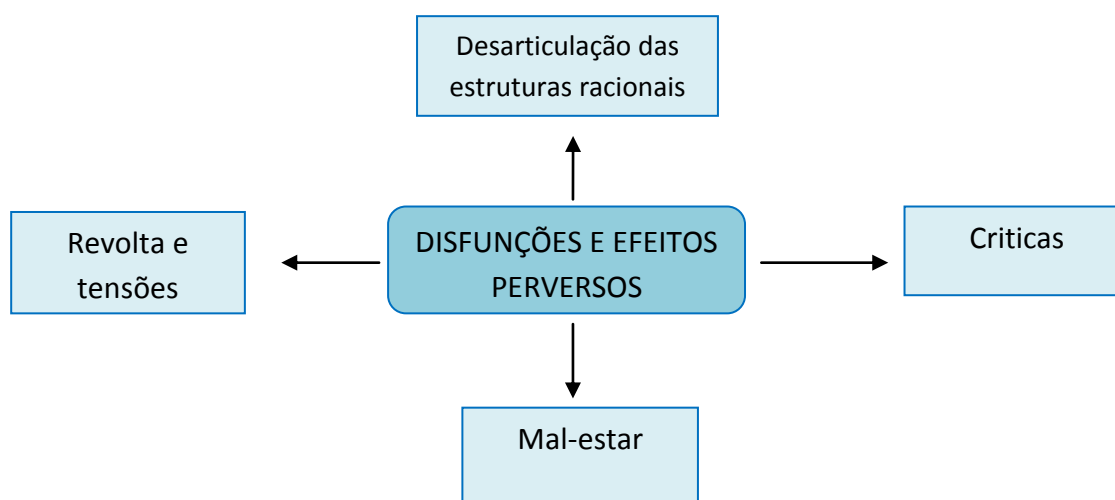 Desarticulação das
estruturas racionais
Revolta e
tensões
DISFUNÇÕES E EFEITOS
PERVERSOS
Criticas
Mal-estar